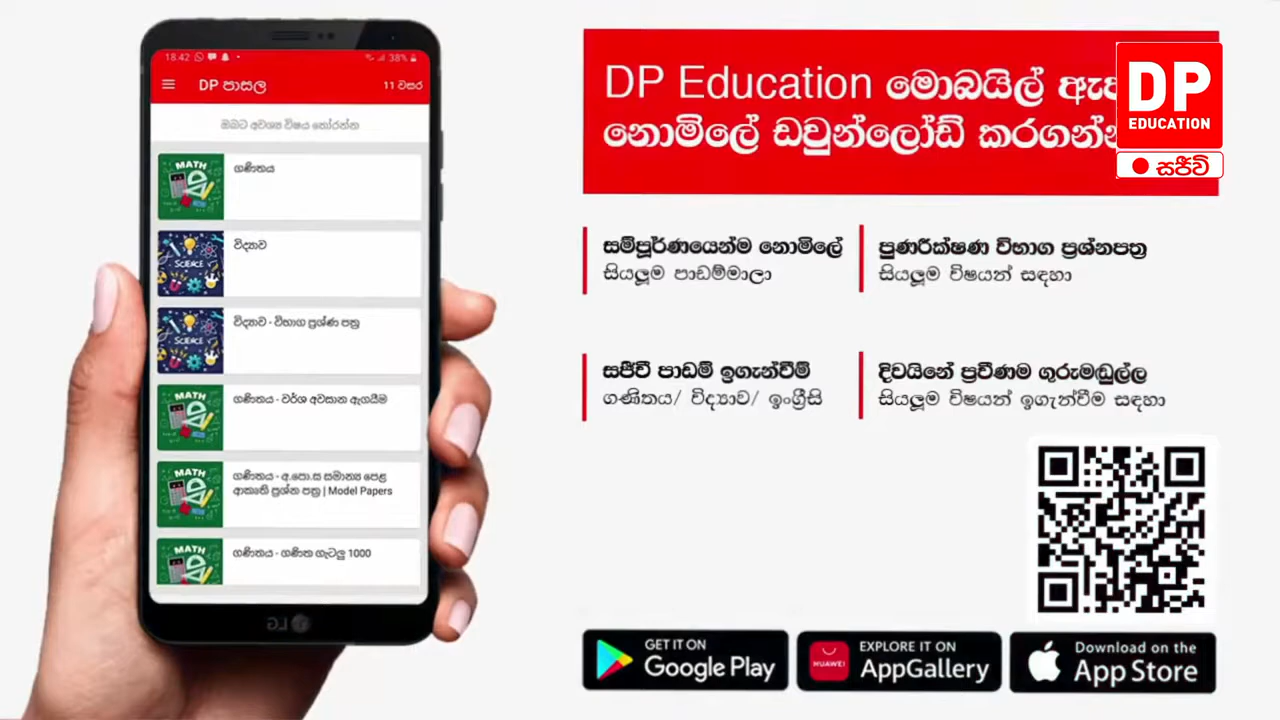 18.42
38%
DP පාසල
11 වසර
ඔබට අවශ්‍ය විෂය තෝරන්න
MATH
ගණිතය
SCIENCE
විද්‍යාව
SCIENCE
විද්‍යාව - විභාග ප්‍රශ්ණ පත්‍ර
MATH
ගණිතය - වර්ශ අවසාන ඇගයීම
MATH
ගණිතය - අ.පො.ස සමාන්‍ය පෙළ
ආකෘති ප්‍රශ්න පත්‍ර | Model Papers
MATH
ගණිතය - ගණිත ගැටලු 1000
DP Education මොබයිල්
නොමිලේ ඩවුන්ලෝඩ්
DP
EDUCATION
සජීවි
සම්පූර්ණයෙන්ම නොමිලේ
සියලූම පාඩම්මාලා
පුණරීක්ෂණ විභාග ප්‍රශ්නපත්‍ර
සියලූම විෂයන් සඳහා
සජීවී පාඩම් ඉගැන්වීම්
ගණිතය/ විද්‍යාව/ ඉංග්‍රීසි
දිවයිනේ ප්‍රවීණම ගුරුමඬුල්ල
සියලූම විෂයන් ඉගැන්වීම සඳහා
GET IT ON
Google Play
HUAWEI
EXPLORE IT ON
AppGallery
Download on the
App Store